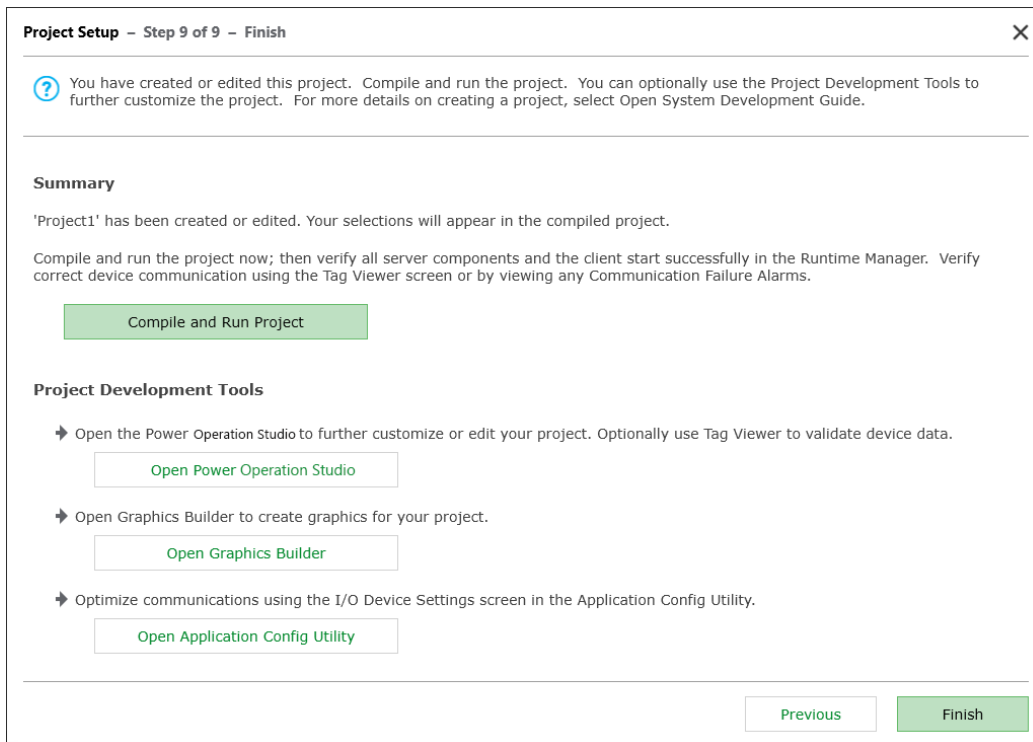 Project Setup – Step 9 of 9 – Finish
You have created or edited this project. Compile and run the project. You can optionally use the Project Development Tools to
further customize the project. For more details on creating a project, select Open System Development Guide.
Summary
'Project1' has been created or edited. Your selections will appear in the compiled project.
Compile and run the project now; then verify all server components and the client start successfully in the Runtime Manager. Verify
correct device communication using the Tag Viewer screen or by viewing any Communication Failure Alarms.
Compile and Run Project
Project Development Tools
Open the Power Operation Studio to further customize or edit your project. Optionally use Tag Viewer to validate device data.
Open Power Operation Studio
Open Graphics Builder to create graphics for your project.
Open Graphics Builder
Optimize communications using the I/O Device Settings screen in the Application Config Utility.
Open Application Config Utility
Previous
Finish